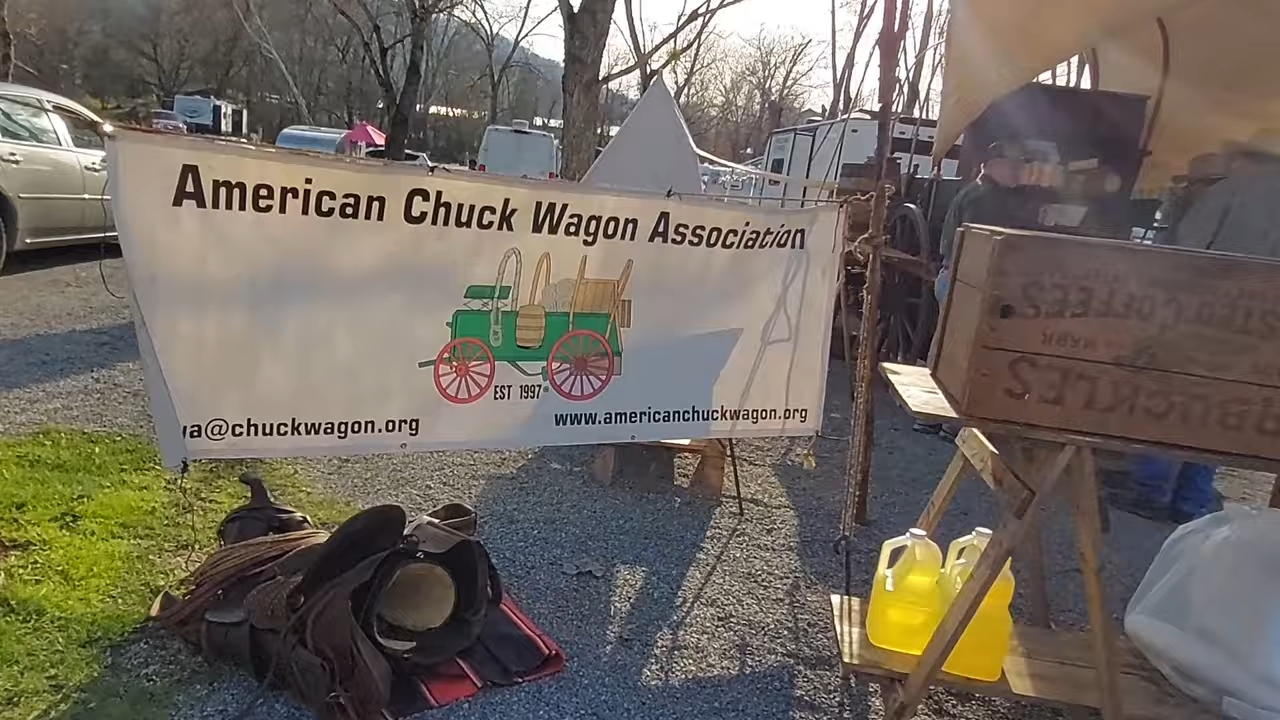 American Chuck Wagon Association
EST 1997
a@chuckwagon.org
www.americanchuckwagon.org